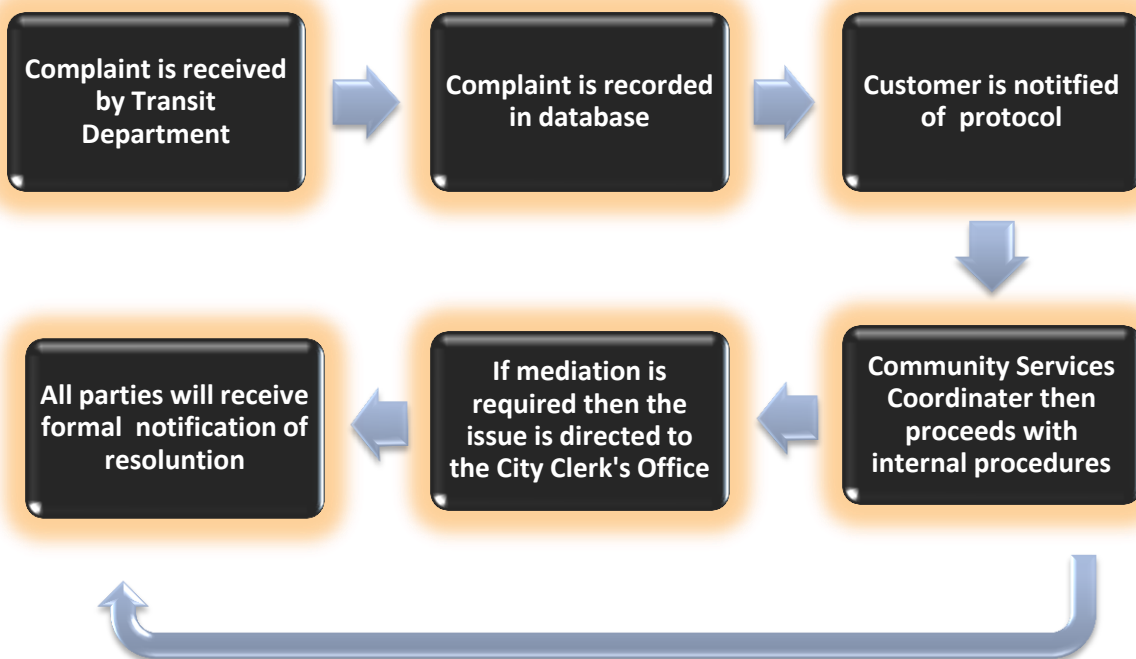 Complaint is received
by Transit
Department
Complaint is recorded
in database
Customer is notitfied
of protocol
Community Services
Coordinater then
proceeds with
internal procedures
If mediation is
required then the
issue is directed to
the City Clerk's Office
All parties will receive
formal notification of
resoluntion